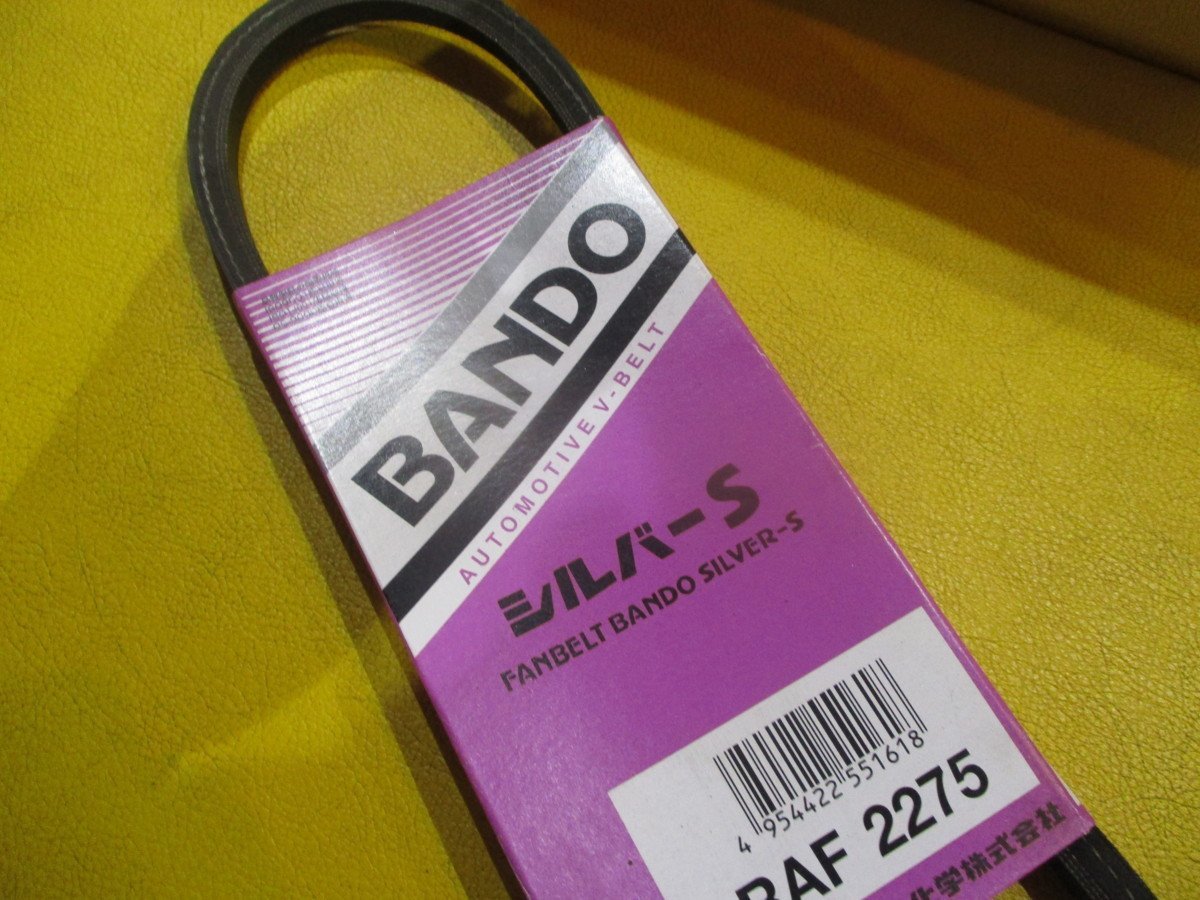 BANDO
AUTOMOTIVE V-BELT
シルバーS
FANBELT BANDO SILVER-S
4 954422 551618
RAF 2275
化学株式会社